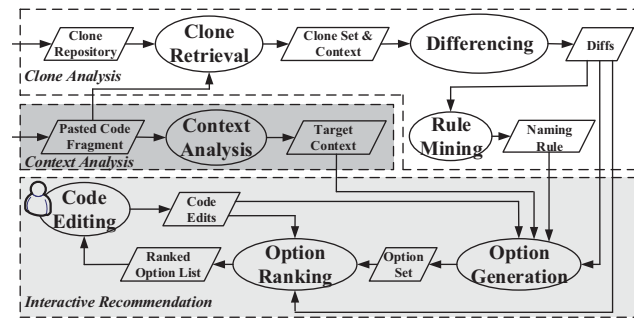 Clone
Repository
Clone
Retrieval
Clone Set &
Context
Differencing
Diffs
Clone Analysis
Pasted Code
Fragment
Context
Analysis
Target
Context
Context Analysis
Rule
Mining
Naming
Rule
Code
Editing
Code
Edits
Ranked
Option List
Option
Ranking
Option
Set
Option
Generation
Interactive Recommendation